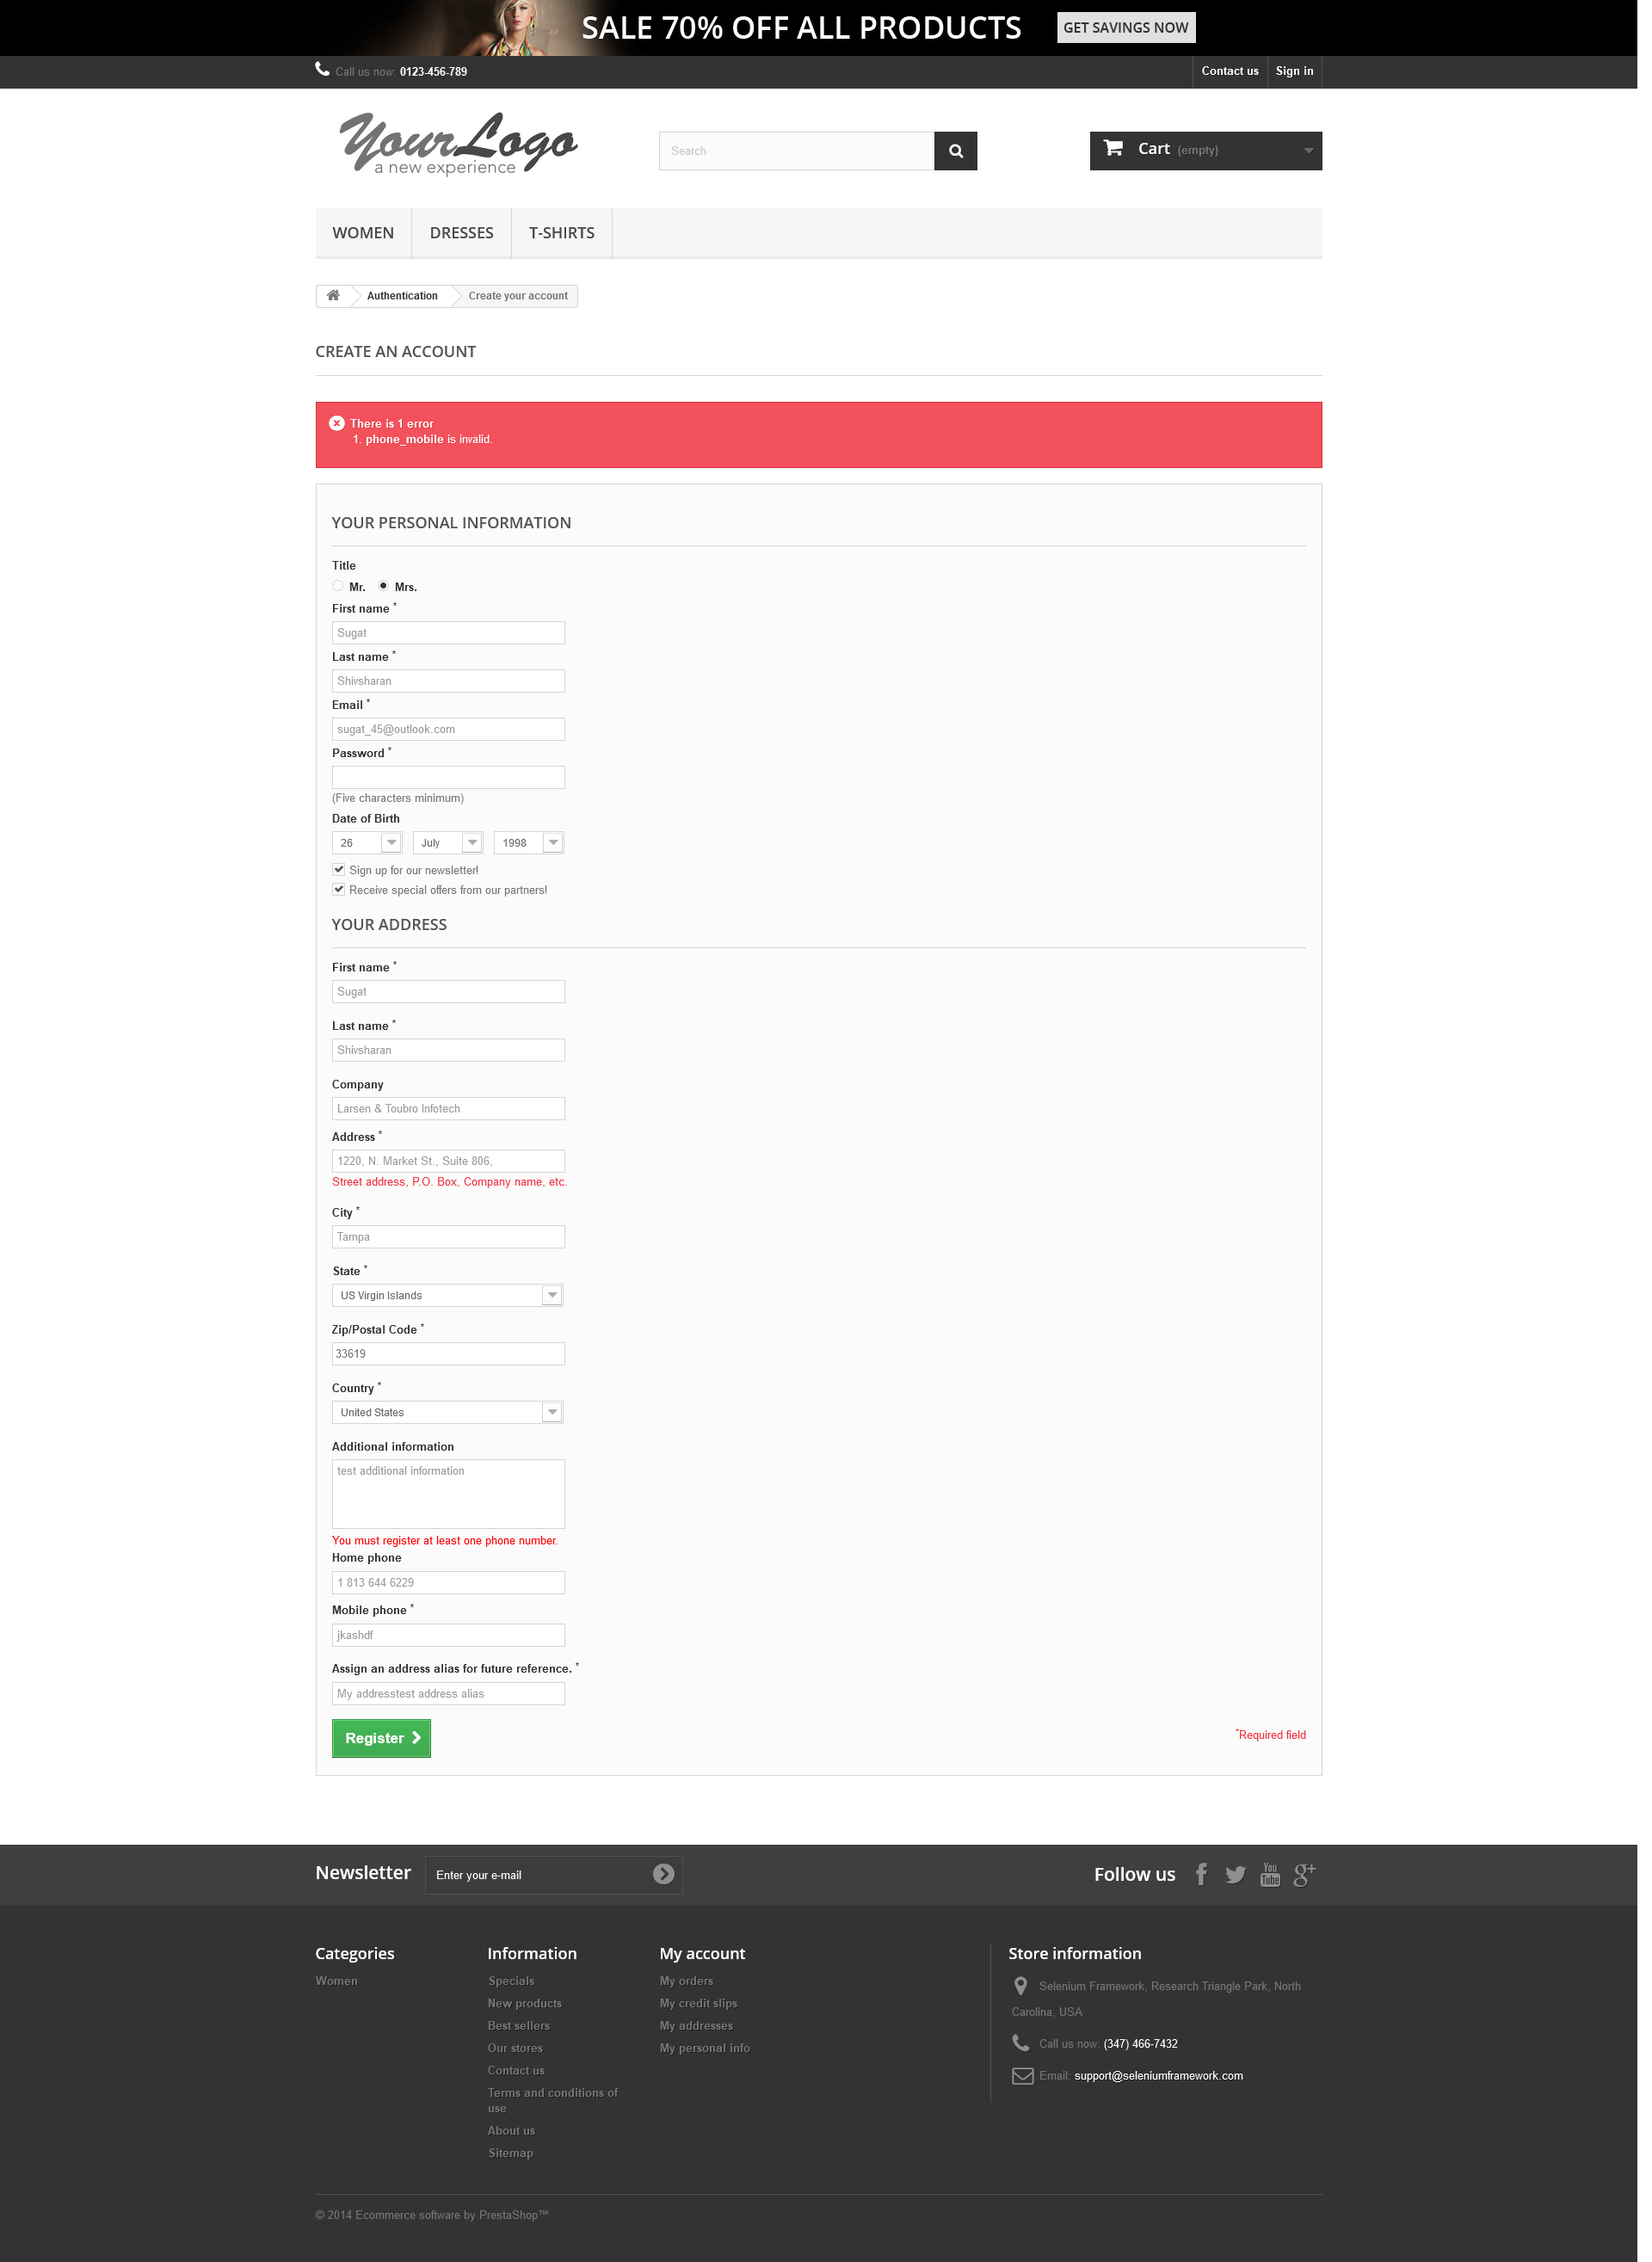 SALE 70% OFF ALL PRODUCTS GET SAVINGS NOW
Call us now: 0123-456-789 Contact us Sign in
Your Logo
a new experience
Search
Cart (empty)
WOMEN DRESSES T-SHIRTS
Authentication Create your account
CREATE AN ACCOUNT
There is 1 error
1. phone_mobile is invalid.
YOUR PERSONAL INFORMATION
Title
Mr. Mrs.
First name *
Sugat
Last name *
Shivsharan
Email *
sugat_45@outlook.com
Password *
(Five characters minimum)
Date of Birth
26 July 1998
Sign up for our newsletter!
Receive special offers from our partners!
YOUR ADDRESS
First name *
Sugat
Last name *
Shivsharan
Company
Larsen & Toubro Infotech
Address *
1220, N. Market St., Suite 806,
Street address, P.O. Box, Company name, etc.
City *
Tampa
State *
US Virgin Islands
Zip/Postal Code *
33619
Country *
United States
Additional information
test additional information
You must register at least one phone number.
Home phone
1 813 644 6229
Mobile phone *
jkashdf
Assign an address alias for future reference. *
My addresstest address alias
Register
*Required field
Newsletter Enter your e-mail Follow us
Categories
Women
Information
Specials
New products
Best sellers
Our stores
Contact us
Terms and conditions of
use
About us
Sitemap
My account
My orders
My credit slips
My addresses
My personal info
Store information
Selenium Framework, Research Triangle Park, North
Carolina, USA
Call us now: (347) 466-7432
Email: support@seleniumframework.com
© 2014 Ecommerce software by PrestaShop™